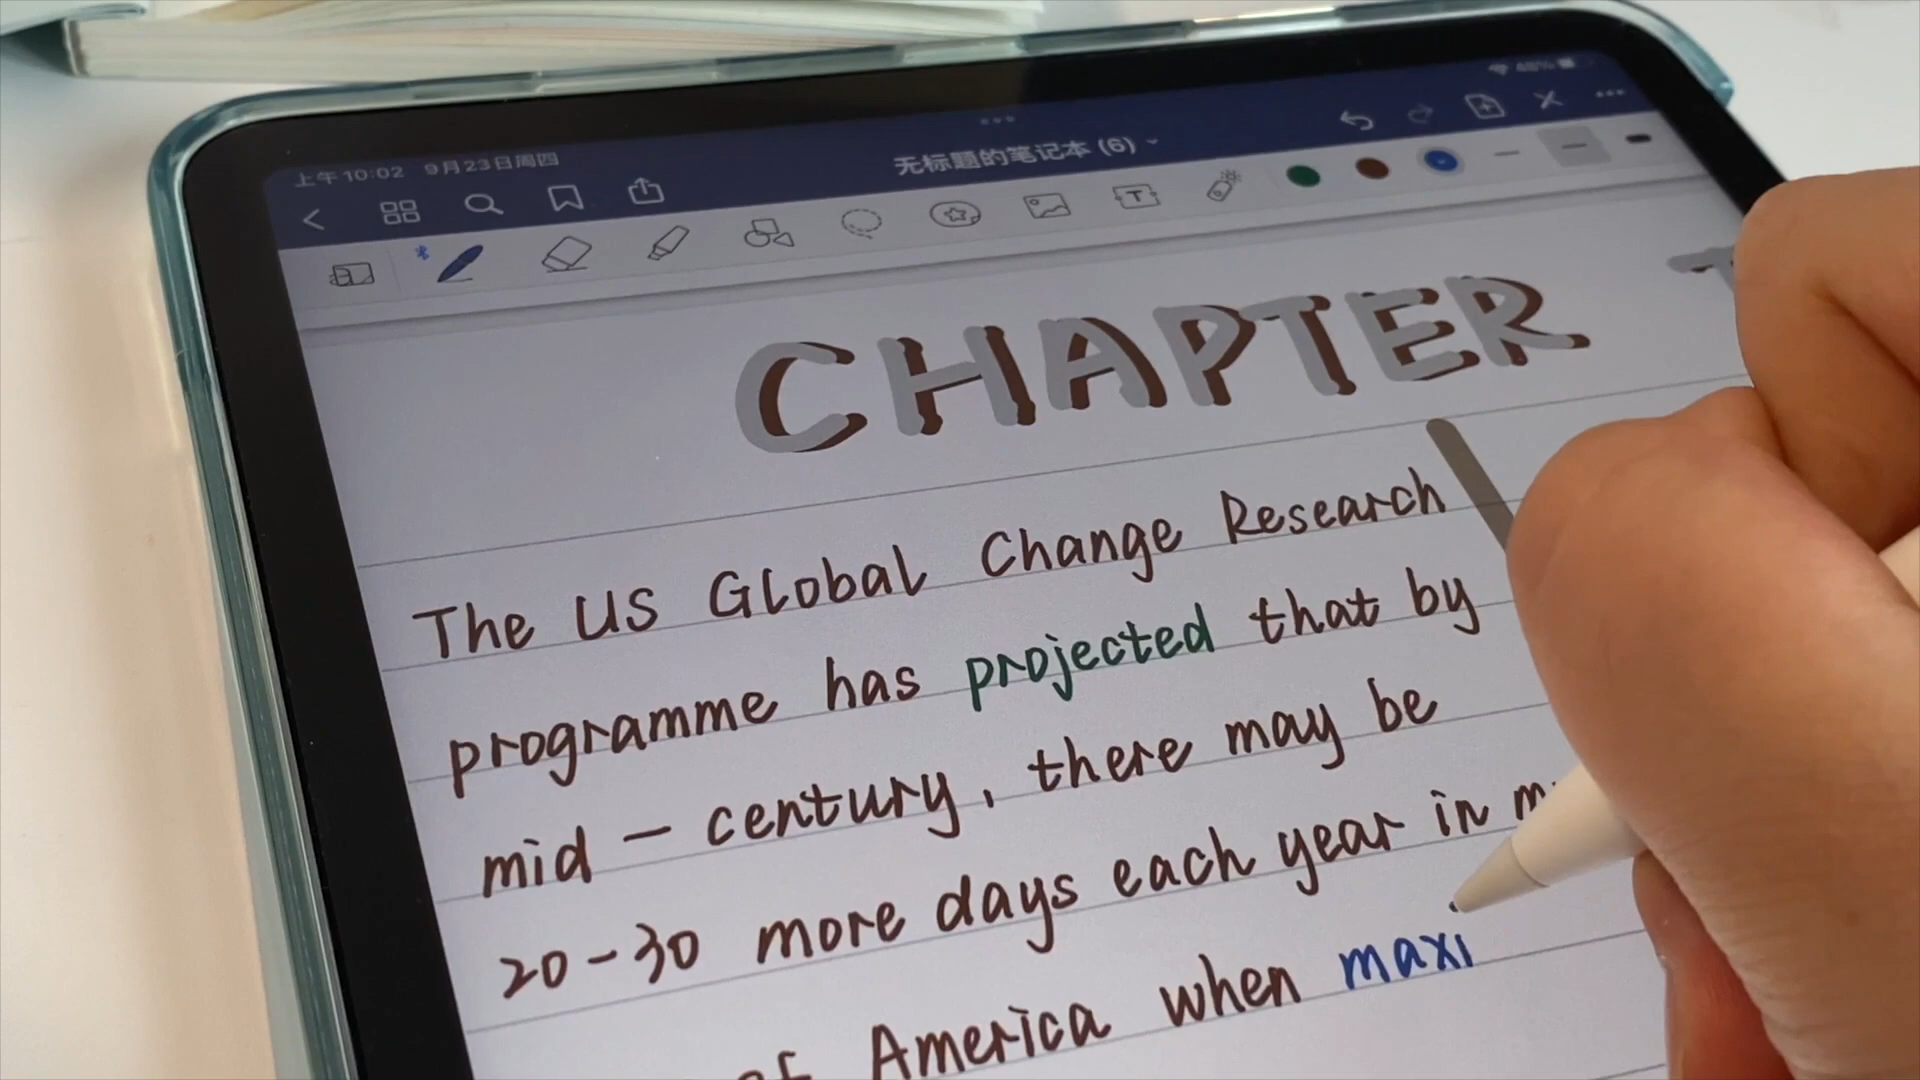 上午10:02 9月23日周四
48%
无标题的笔记本 (6)
CHAPTER T
The US Global Change Research
programme has projected that by
mid - century, there may be
20-30 more days each year in m
of America when maxi